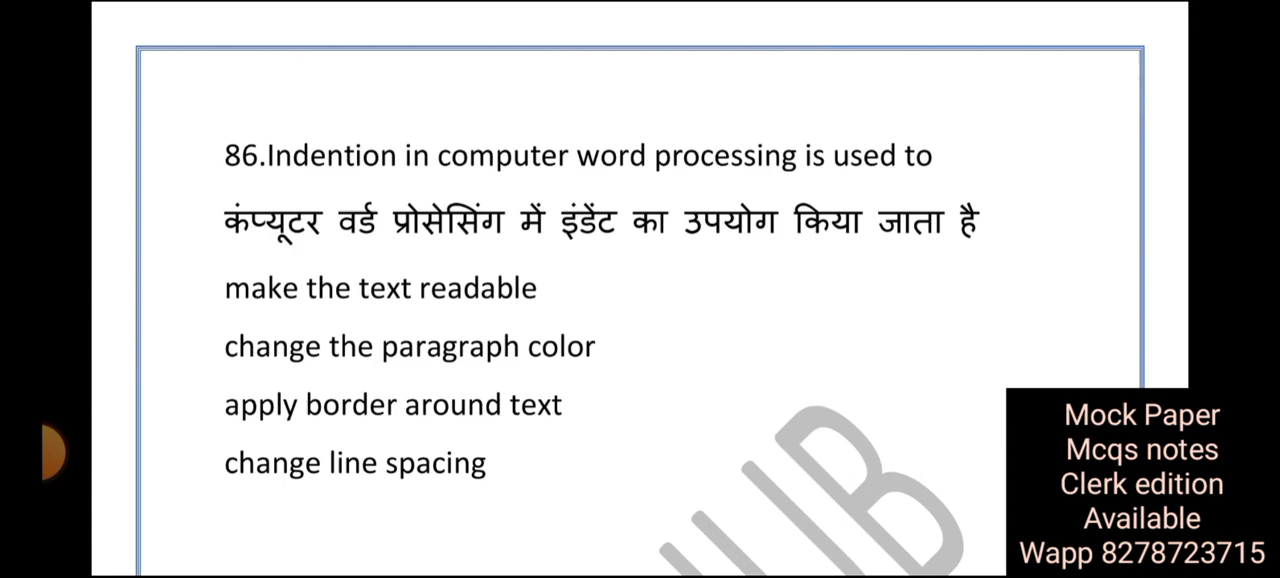 86.Indention in computer word processing is used to
कंप्यूटर वर्ड प्रोसेसिंग में इंडेंट का उपयोग किया जाता है
make the text readable
change the paragraph color
apply border around text
change line spacing
Mock Paper
Mcqs notes
Clerk edition
Available
Wapp 8278723715